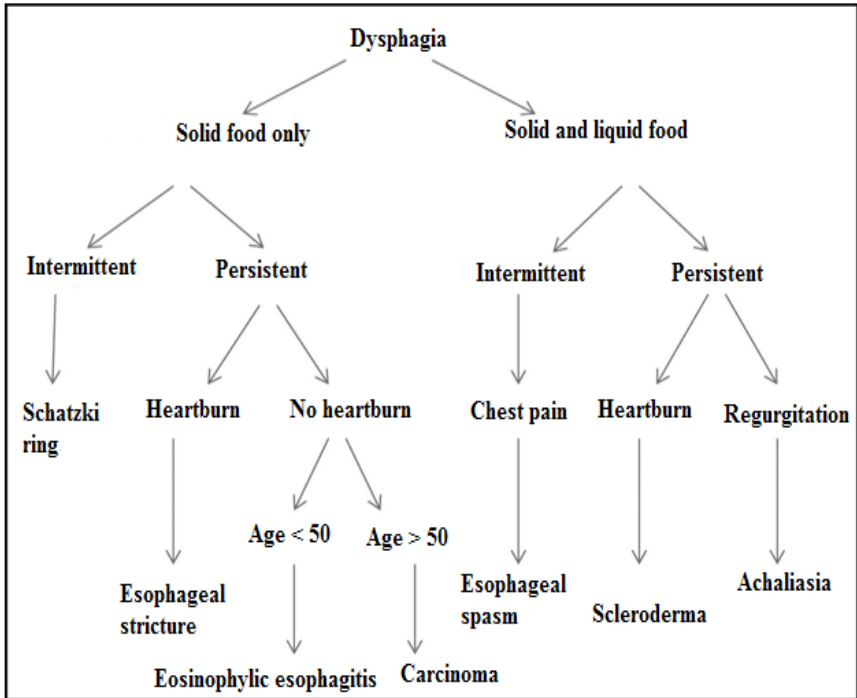 Dysphagia
Solid food only
Solid and liquid food
Intermittent
Persistent
Intermittent
Persistent
Schatzki
ring
Heartburn
No heartburn
Chest pain
Heartburn
Regurgitation
Age < 50
Age > 50
Esophageal
stricture
Esophageal
spasm
Scleroderma
Achaliasia
Eosinophylic esophagitis
Carcinoma